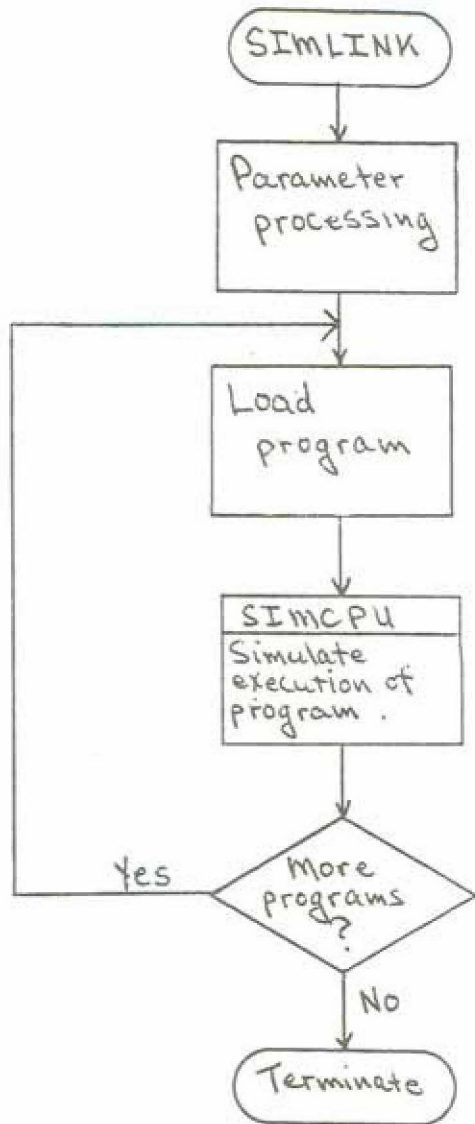 SIMLINK
Parameter
processing
Load
program
SIMCPU
Simulate
execution of
program.
More
programs
?
Yes
No
Terminate